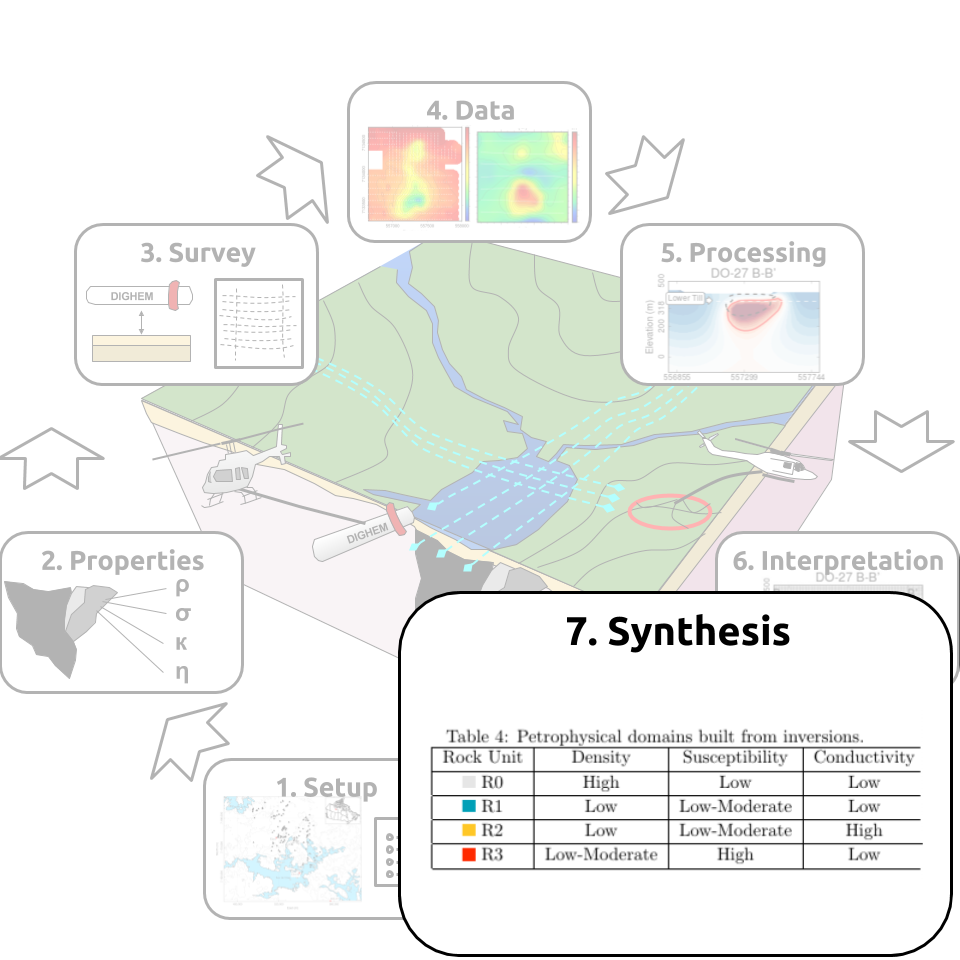 4. Data
3. Survey
DIGHEM
5. Processing
DO-27 B-B'
Lower Till
Elevation (m)
500
316
200
0
556855 557299 557744
DIGHEM
2. Properties
ρ
σ
κ
η
6. Interpretation
DO-27 B-B'
500
7. Synthesis
Table 4: Petrophysical domains built from inversions.
Rock Unit Density Susceptibility Conductivity
R0 High Low Low
R1 Low Low-Moderate Low
R2 Low Low-Moderate High
R3 Low-Moderate High Low
1. Setup